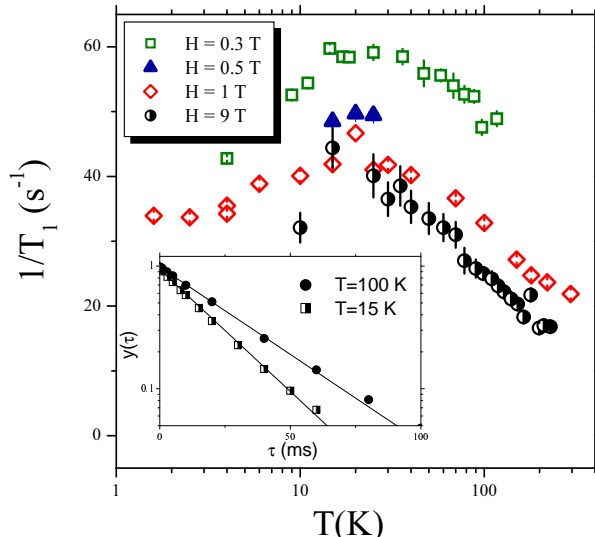 60
40
20
0
1/T₁ (s⁻¹)
H = 0.3 T
H = 0.5 T
H = 1 T
H = 9 T
1
0.1
y(τ)
T=100 K
T=15 K
0
50
100
τ (ms)
1
10
100
T(K)